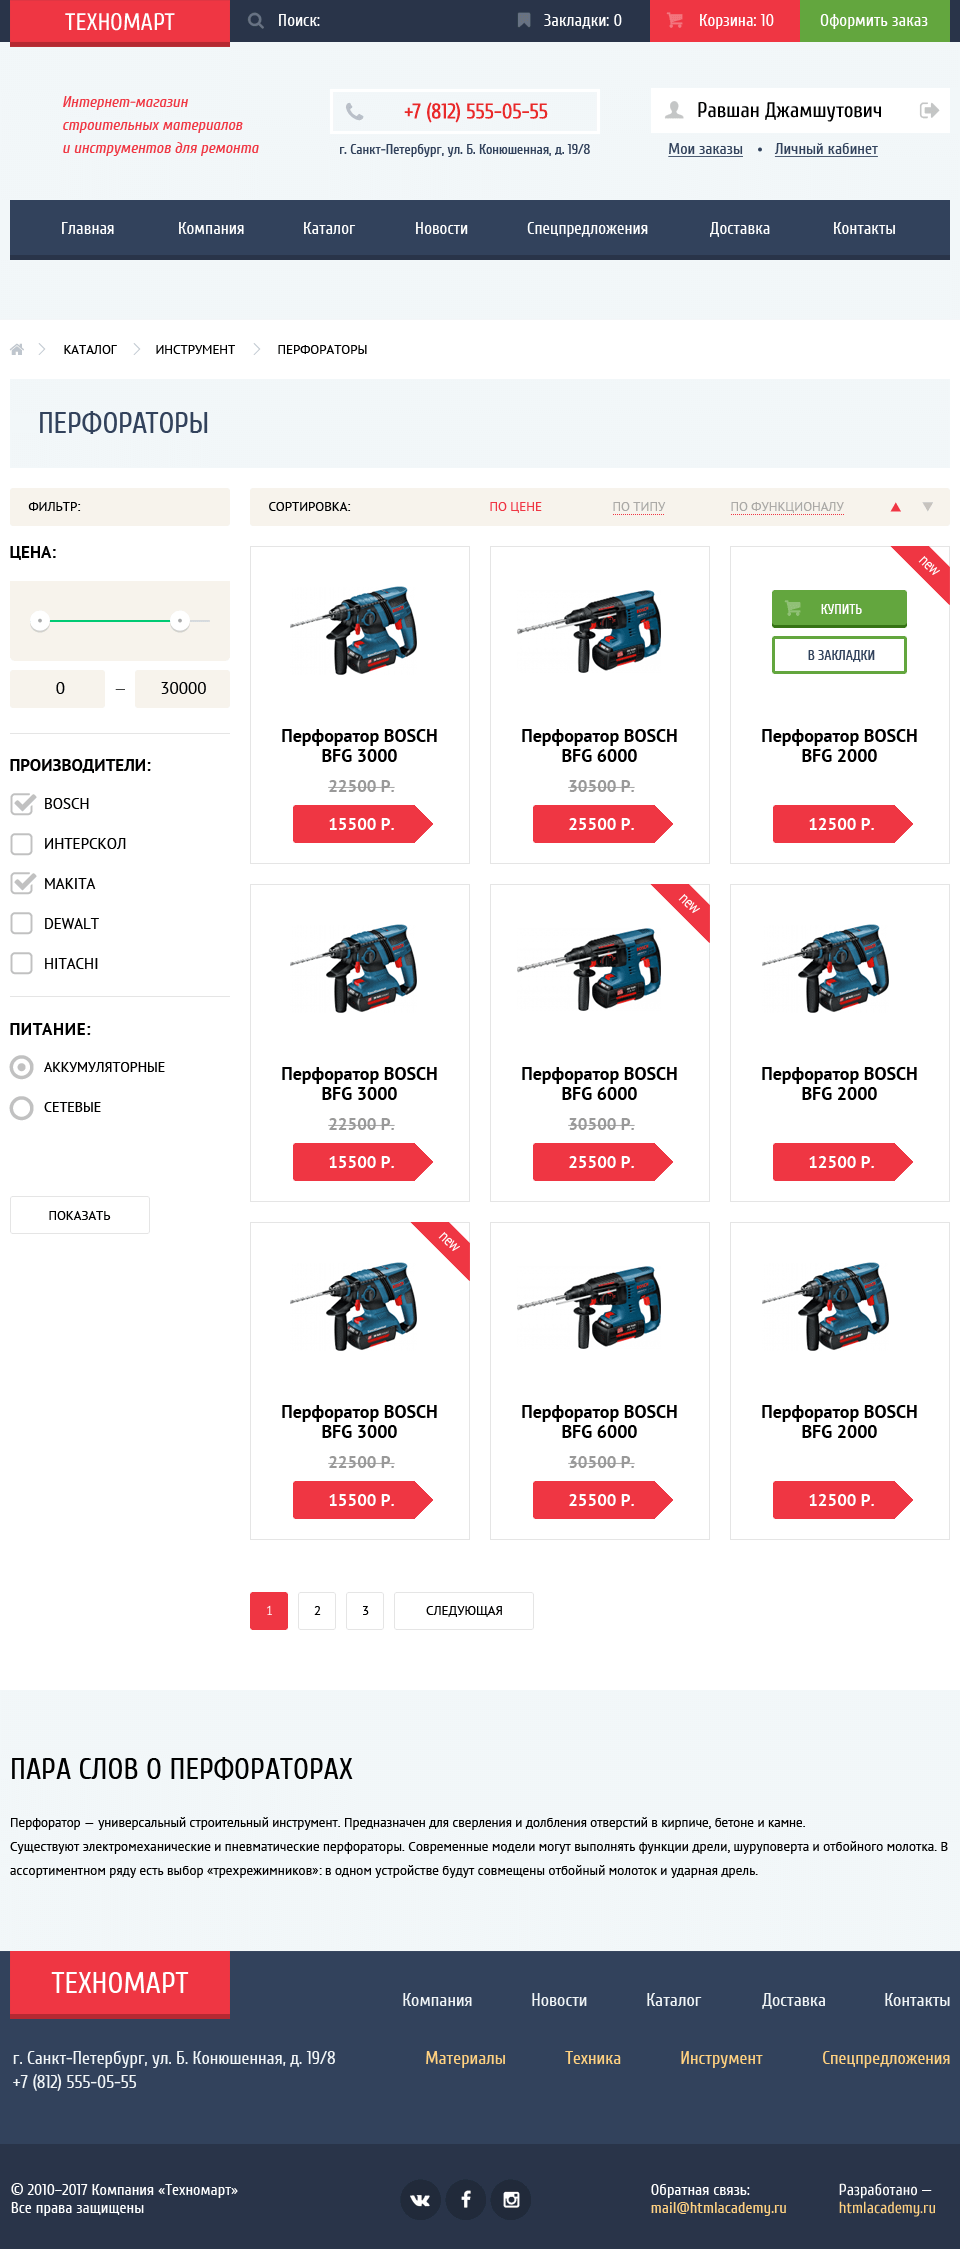 ТЕХНОМАРТ
Поиск:
Закладки: 0
Корзина: 10
Оформить заказ
Интернет-магазин
строительных материалов
и инструментов для ремонта
+7 (812) 555-05-55
г. Санкт-Петербург, ул. Б. Конюшенная, д. 19/8
Равшан Джамшутович
Мои заказы • Личный кабинет
Главная Компания Каталог Новости Спецпредложения Доставка Контакты
КАТАЛОГ ИНСТРУМЕНТ ПЕРФОРАТОРЫ
ПЕРФОРАТОРЫ
ФИЛЬТР:
ЦЕНА:
0 — 30000
ПРОИЗВОДИТЕЛИ:
BOSCH
ИНТЕРСКОЛ
MAKITA
DEWALT
HITACHI
ПИТАНИЕ:
АККУМУЛЯТОРНЫЕ
СЕТЕВЫЕ
ПОКАЗАТЬ
СОРТИРОВКА: ПО ЦЕНЕ ПО ТИПУ ПО ФУНКЦИОНАЛУ
Перфоратор BOSCH
BFG 3000
22500 Р.
15500 Р.
Перфоратор BOSCH
BFG 6000
30500 Р.
25500 Р.
new
КУПИТЬ
В ЗАКЛАДКИ
Перфоратор BOSCH
BFG 2000
12500 Р.
Перфоратор BOSCH
BFG 3000
22500 Р.
15500 Р.
new
Перфоратор BOSCH
BFG 6000
30500 Р.
25500 Р.
Перфоратор BOSCH
BFG 2000
12500 Р.
new
Перфоратор BOSCH
BFG 3000
22500 Р.
15500 Р.
Перфоратор BOSCH
BFG 6000
30500 Р.
25500 Р.
Перфоратор BOSCH
BFG 2000
12500 Р.
1 2 3 СЛЕДУЮЩАЯ
ПАРА СЛОВ О ПЕРФОРАТОРАХ
Перфоратор — универсальный строительный инструмент. Предназначен для сверления и долбления отверстий в кирпиче, бетоне и камне.
Существуют электромеханические и пневматические перфораторы. Современные модели могут выполнять функции дрели, шуруповерта и отбойного молотка. В
ассортиментном ряду есть выбор «трехрежимников»: в одном устройстве будут совмещены отбойный молоток и ударная дрель.
ТЕХНОМАРТ
Компания Новости Каталог Доставка Контакты
г. Санкт-Петербург, ул. Б. Конюшенная, д. 19/8
+7 (812) 555-05-55
Материалы Техника Инструмент Спецпредложения
© 2010–2017 Компания «Техномарт»
Все права защищены
Обратная связь:
mail@htmlacademy.ru
Разработано —
htmlacademy.ru